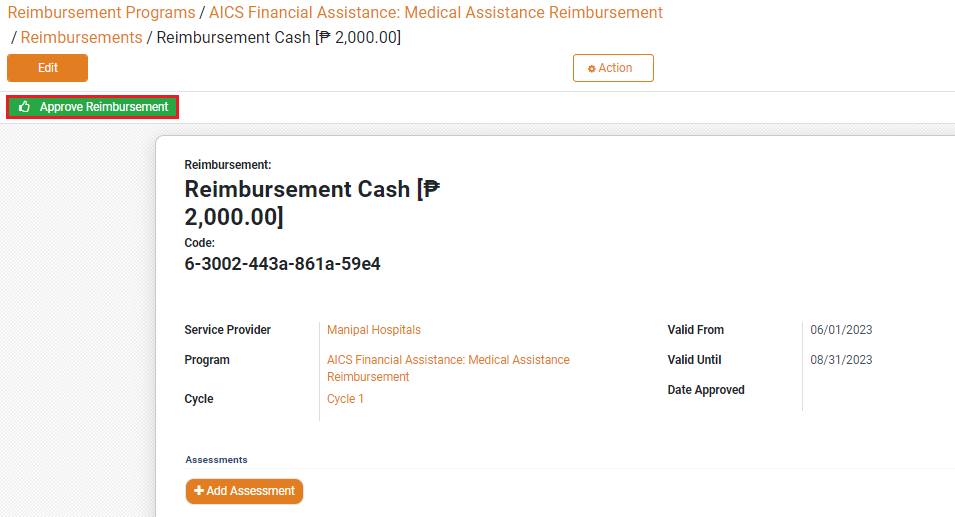 Reimbursement Programs / AICS Financial Assistance: Medical Assistance Reimbursement
/ Reimbursements / Reimbursement Cash [₱ 2,000.00]
Edit
Action
Approve Reimbursement
Reimbursement:
Reimbursement Cash [₱
2,000.00]
Code:
6-3002-443a-861a-59e4
Service Provider Manipal Hospitals
Valid From 06/01/2023
Program AICS Financial Assistance: Medical Assistance
Reimbursement
Valid Until 08/31/2023
Date Approved
Cycle Cycle 1
Assessments
+ Add Assessment